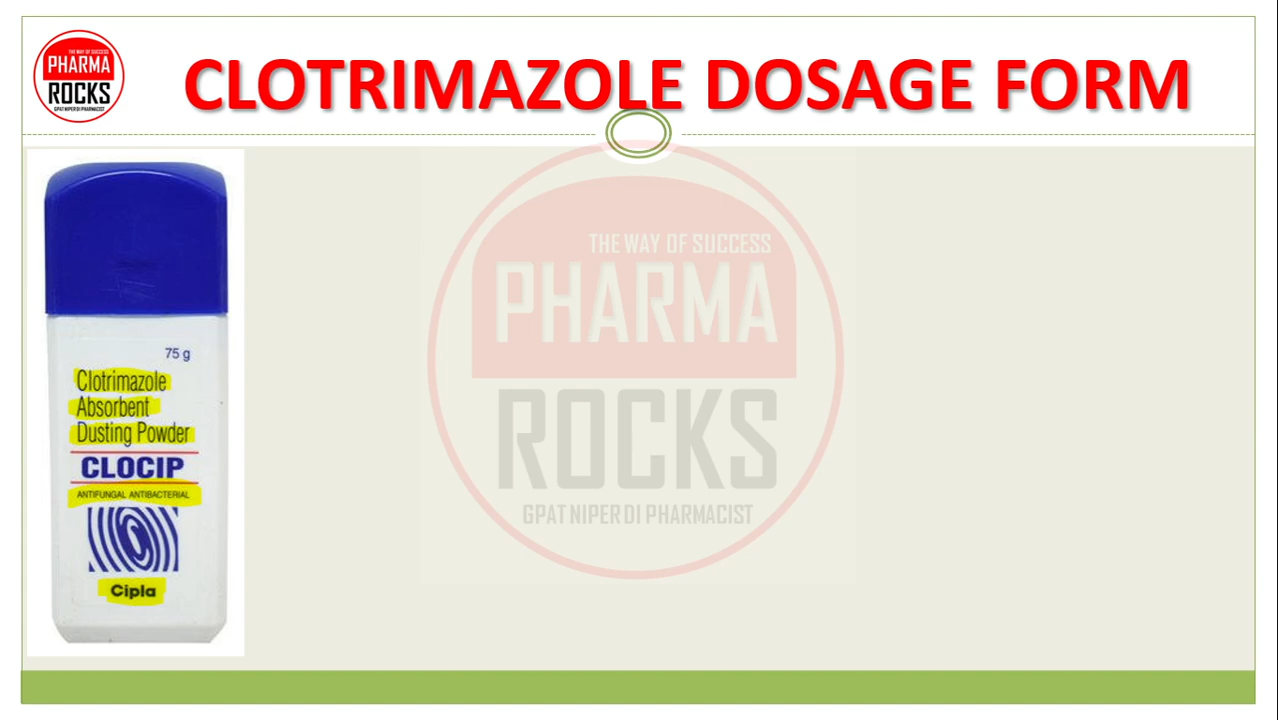 THE WAY OF SUCCESS
PHARMA
ROCKS
GPAT NIPER DI PHARMACIST
CLOTRIMAZOLE DOSAGE FORM
75 g
Clotrimazole
Absorbent
Dusting Powder
CLOCIP
ANTIFUNGAL ANTIBACTERIAL
Cipla
THE WAY OF SUCCESS
PHARMA
ROCKS
GPAT NIPER DI PHARMACIST